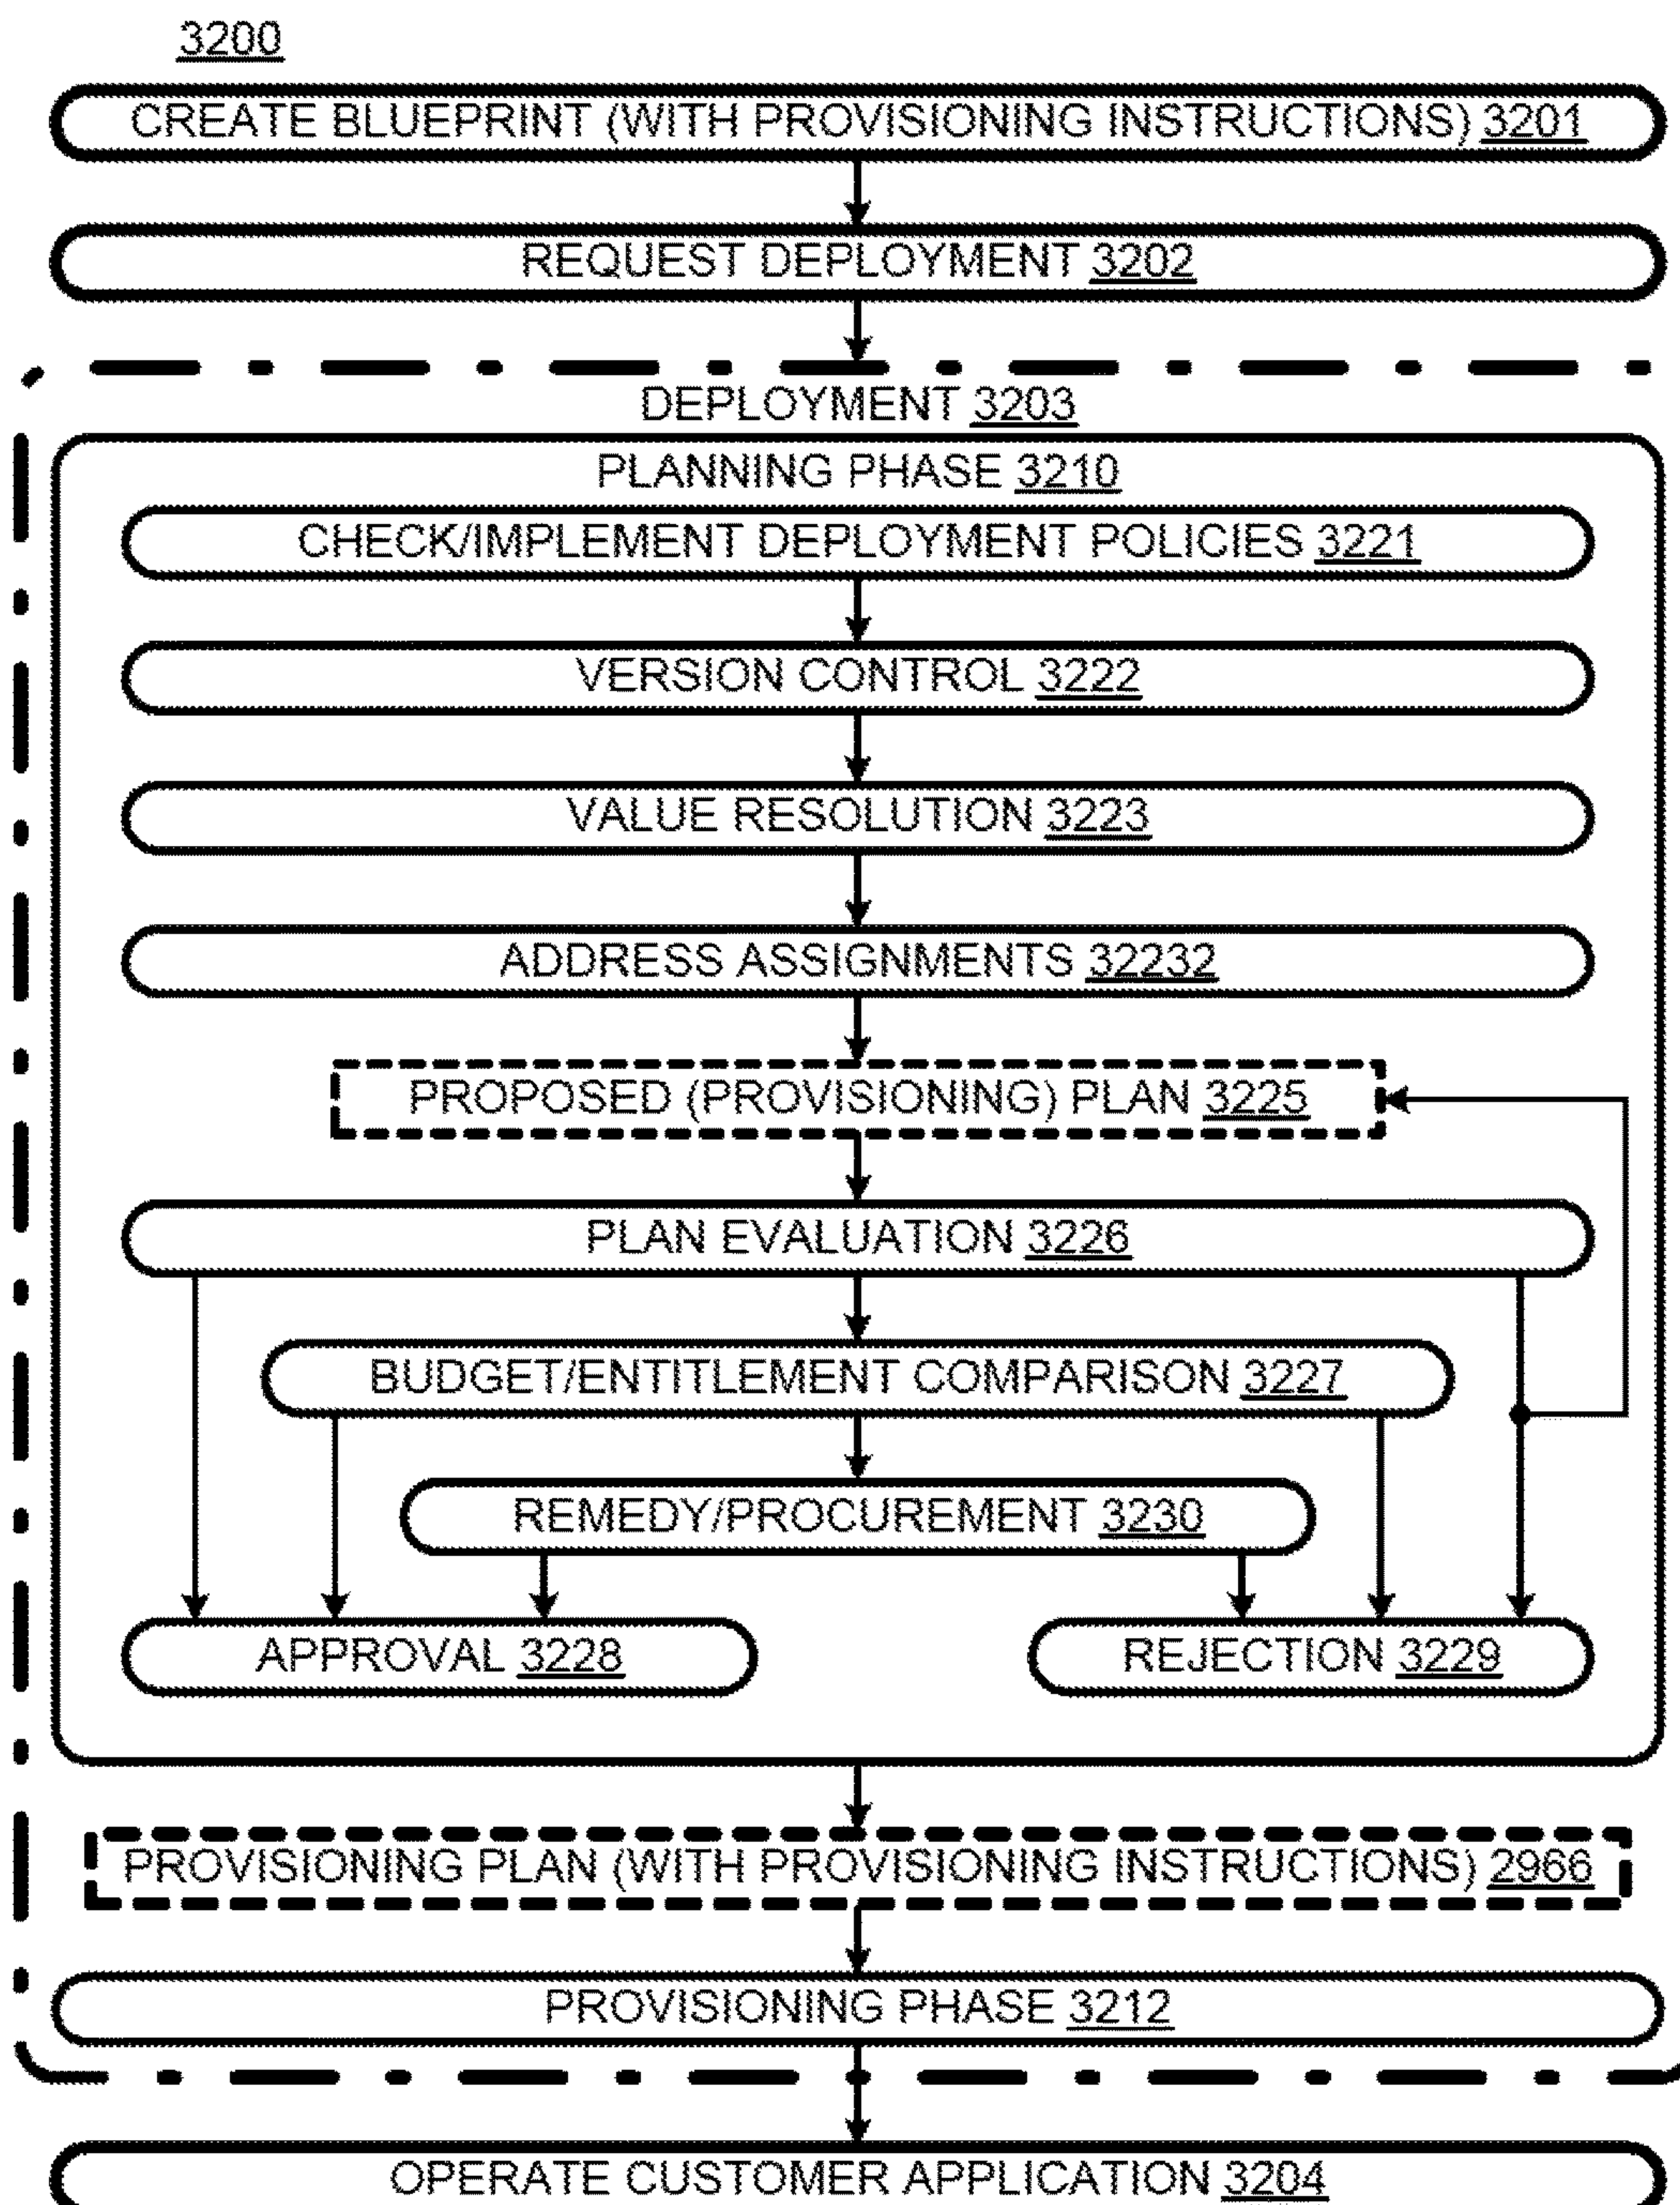 3200
CREATE BLUEPRINT (WITH PROVISIONING INSTRUCTIONS) 3201
REQUEST DEPLOYMENT 3202
DEPLOYMENT 3203
PLANNING PHASE 3210
CHECK/IMPLEMENT DEPLOYMENT POLICIES 3221
VERSION CONTROL 3222
VALUE RESOLUTION 3223
ADDRESS ASSIGNMENTS 32232
PROPOSED (PROVISIONING) PLAN 3225
PLAN EVALUATION 3226
BUDGET/ENTITLEMENT COMPARISON 3227
REMEDY/PROCUREMENT 3230
APPROVAL 3228
REJECTION 3229
PROVISIONING PLAN (WITH PROVISIONING INSTRUCTIONS) 2966
PROVISIONING PHASE 3212
OPERATE CUSTOMER APPLICATION 3204